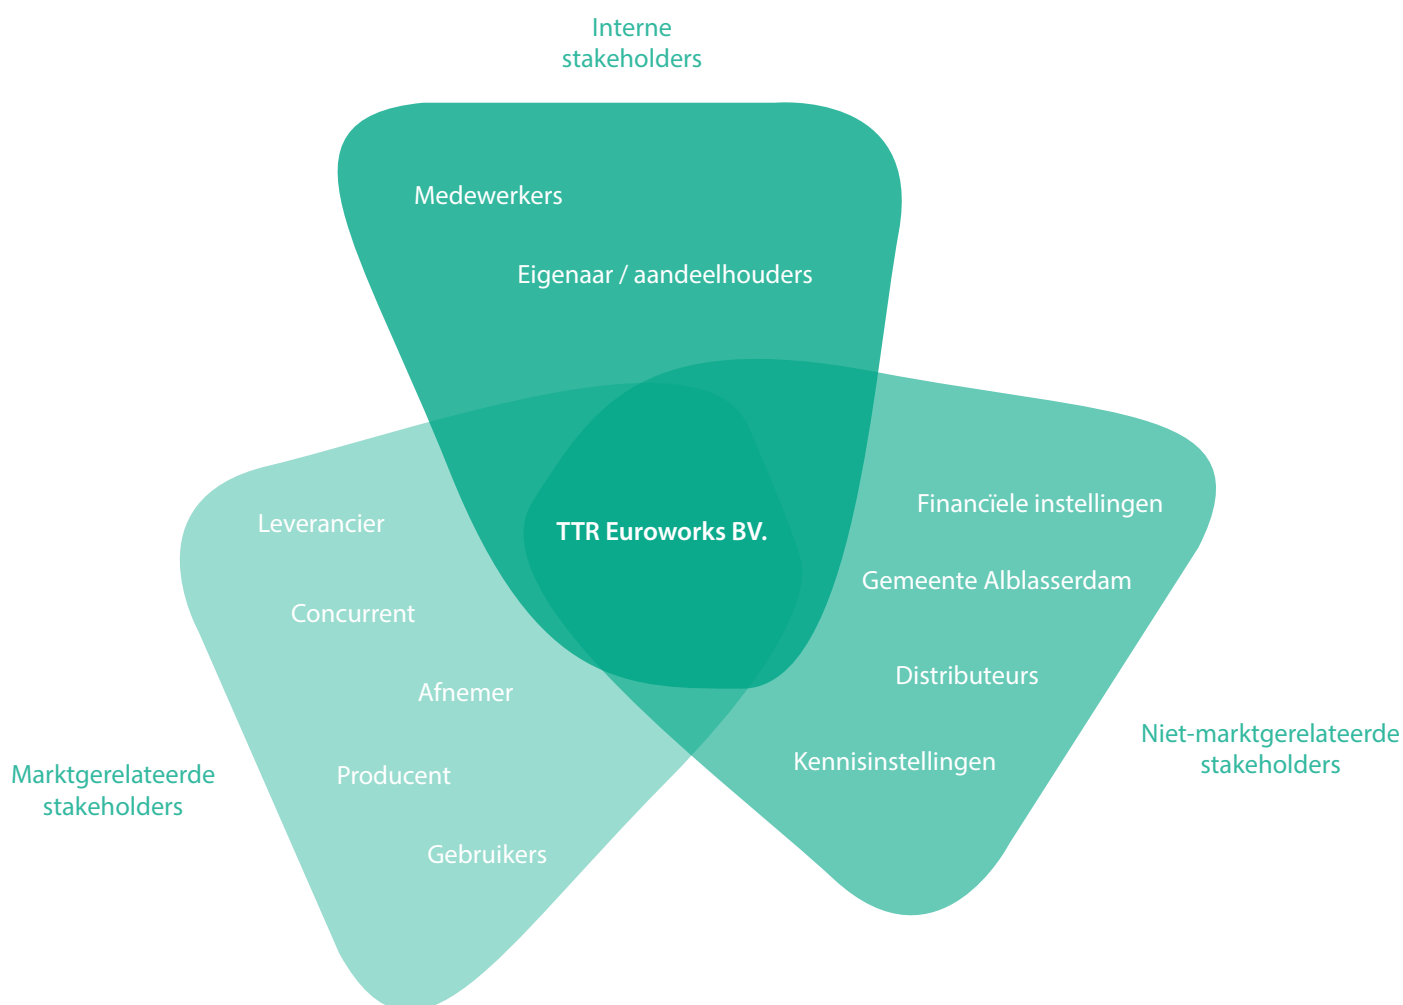 Interne
stakeholders
Medewerkers
Eigenaar / aandeelhouders
TTR Euroworks BV.
Leverancier
Concurrent
Afnemer
Producent
Gebruikers
Marktgerelateerde
stakeholders
Financïele instellingen
Gemeente Alblasserdam
Distributeurs
Kennisinstellingen
Niet-marktgerelateerde
stakeholders